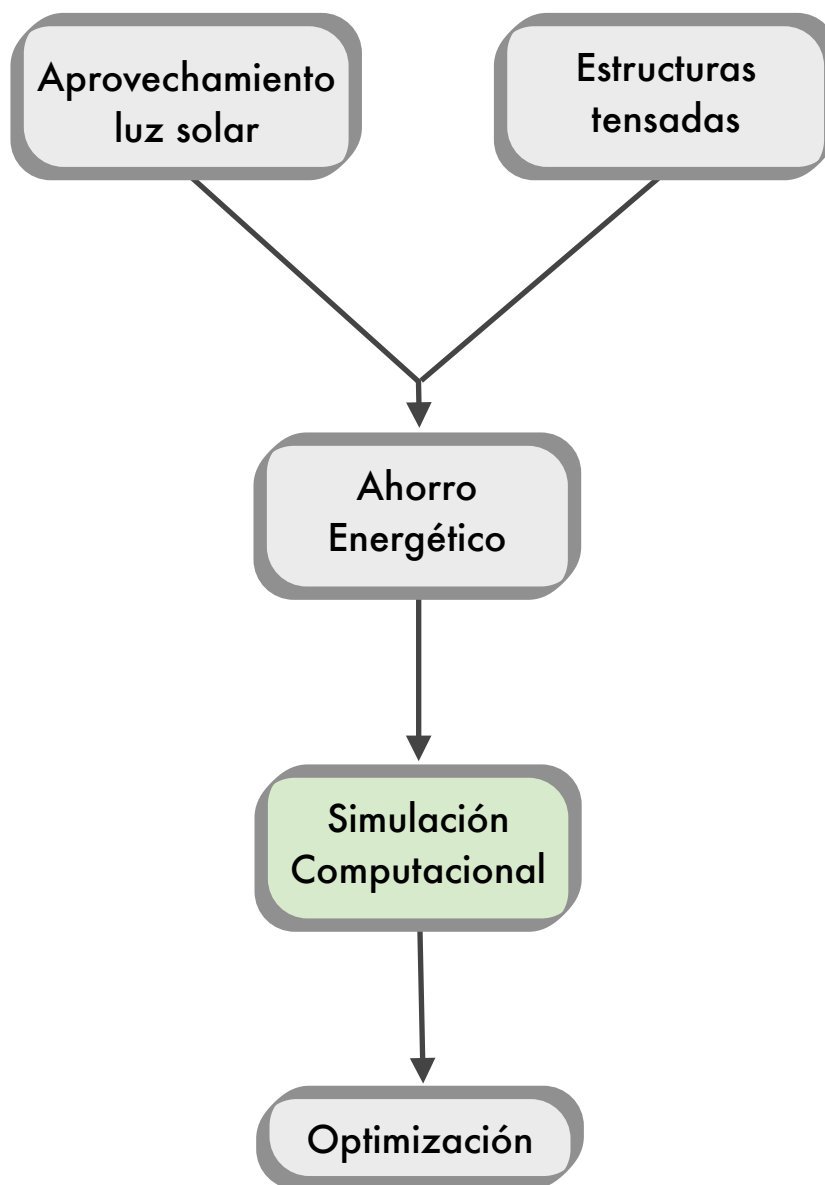 Aprovechamiento
luz solar
Estructuras
tensadas
Ahorro
Energético
Simulación
Computacional
Optimización